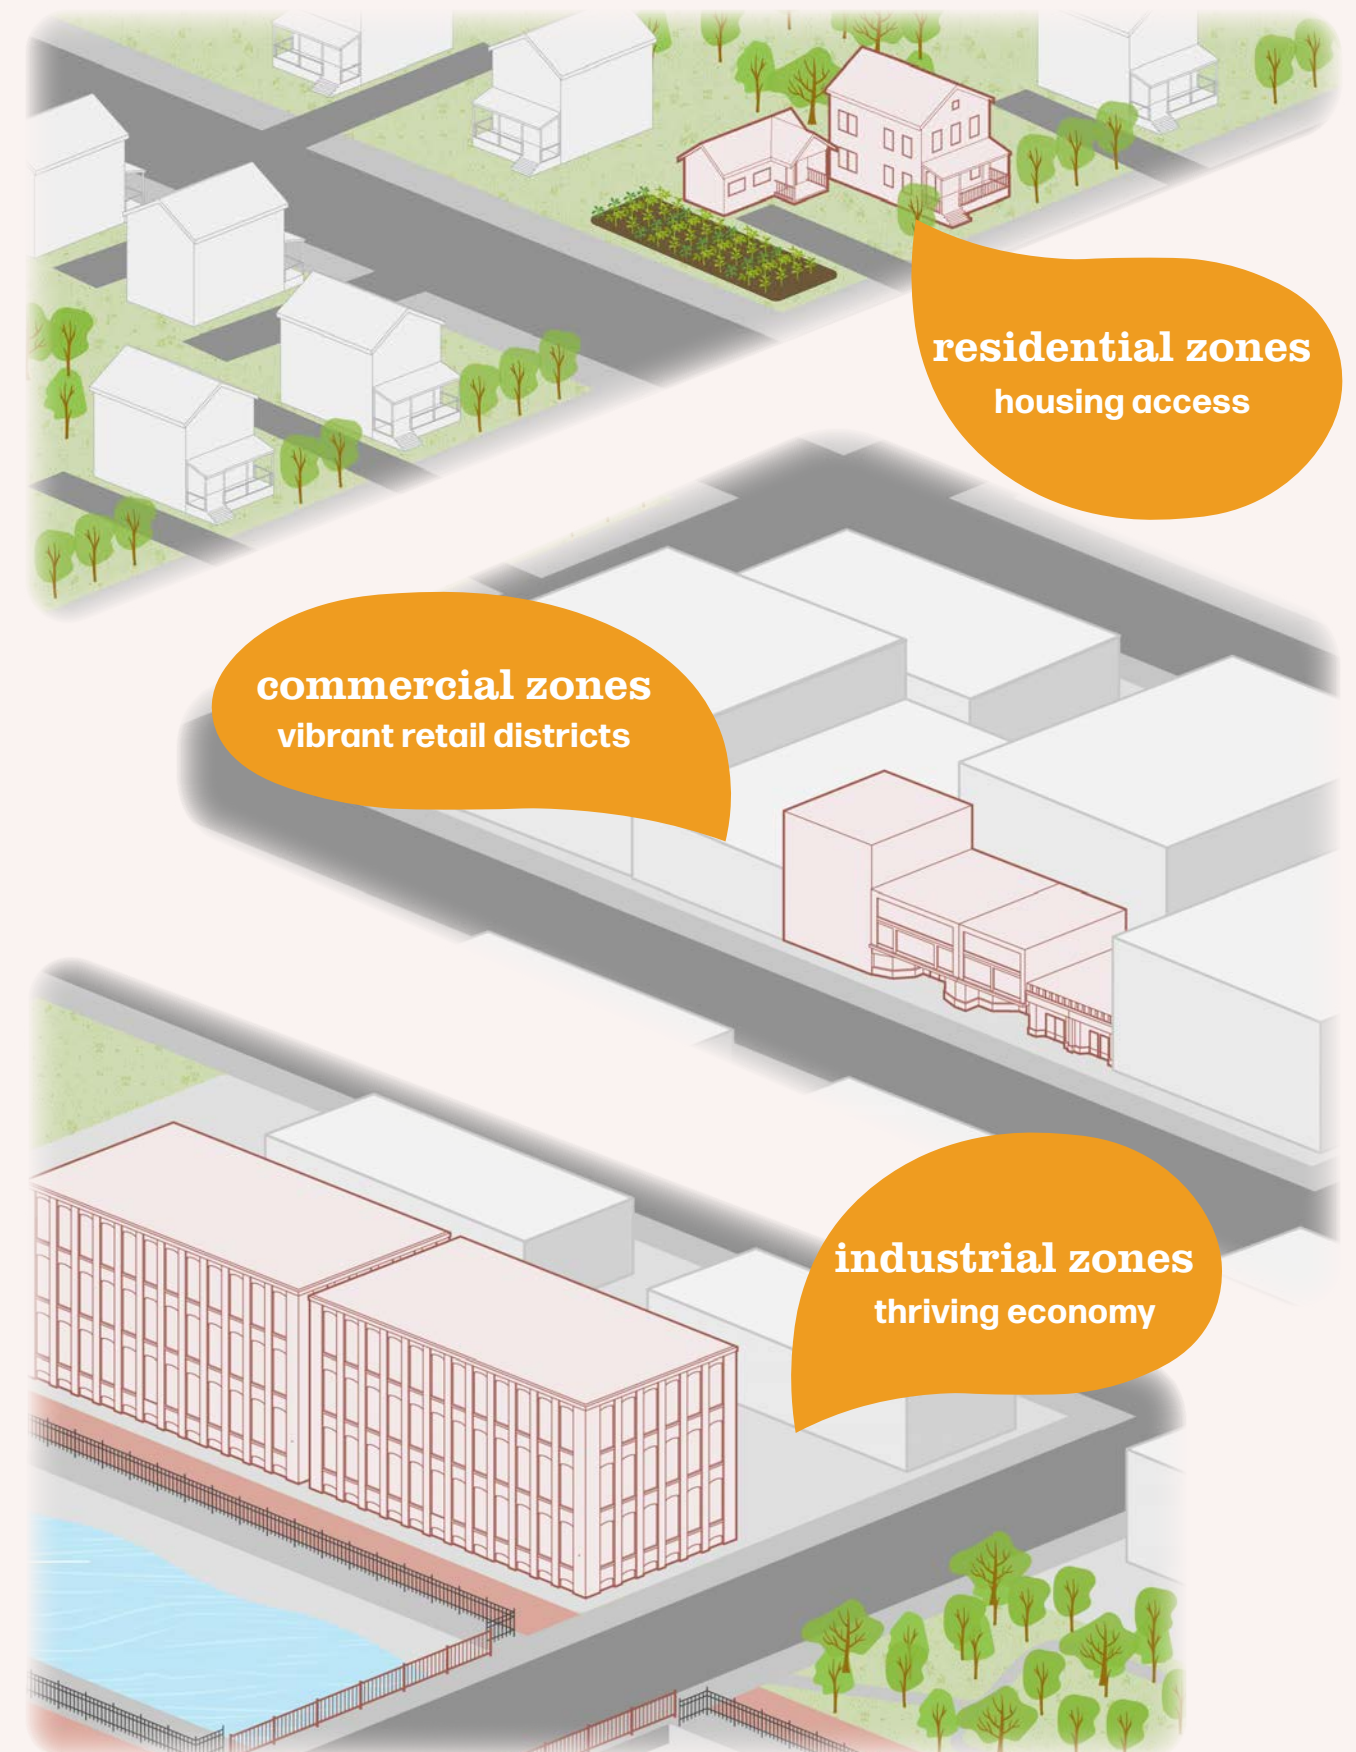 residential zones
housing access
commercial zones
vibrant retail districts
industrial zones
thriving economy